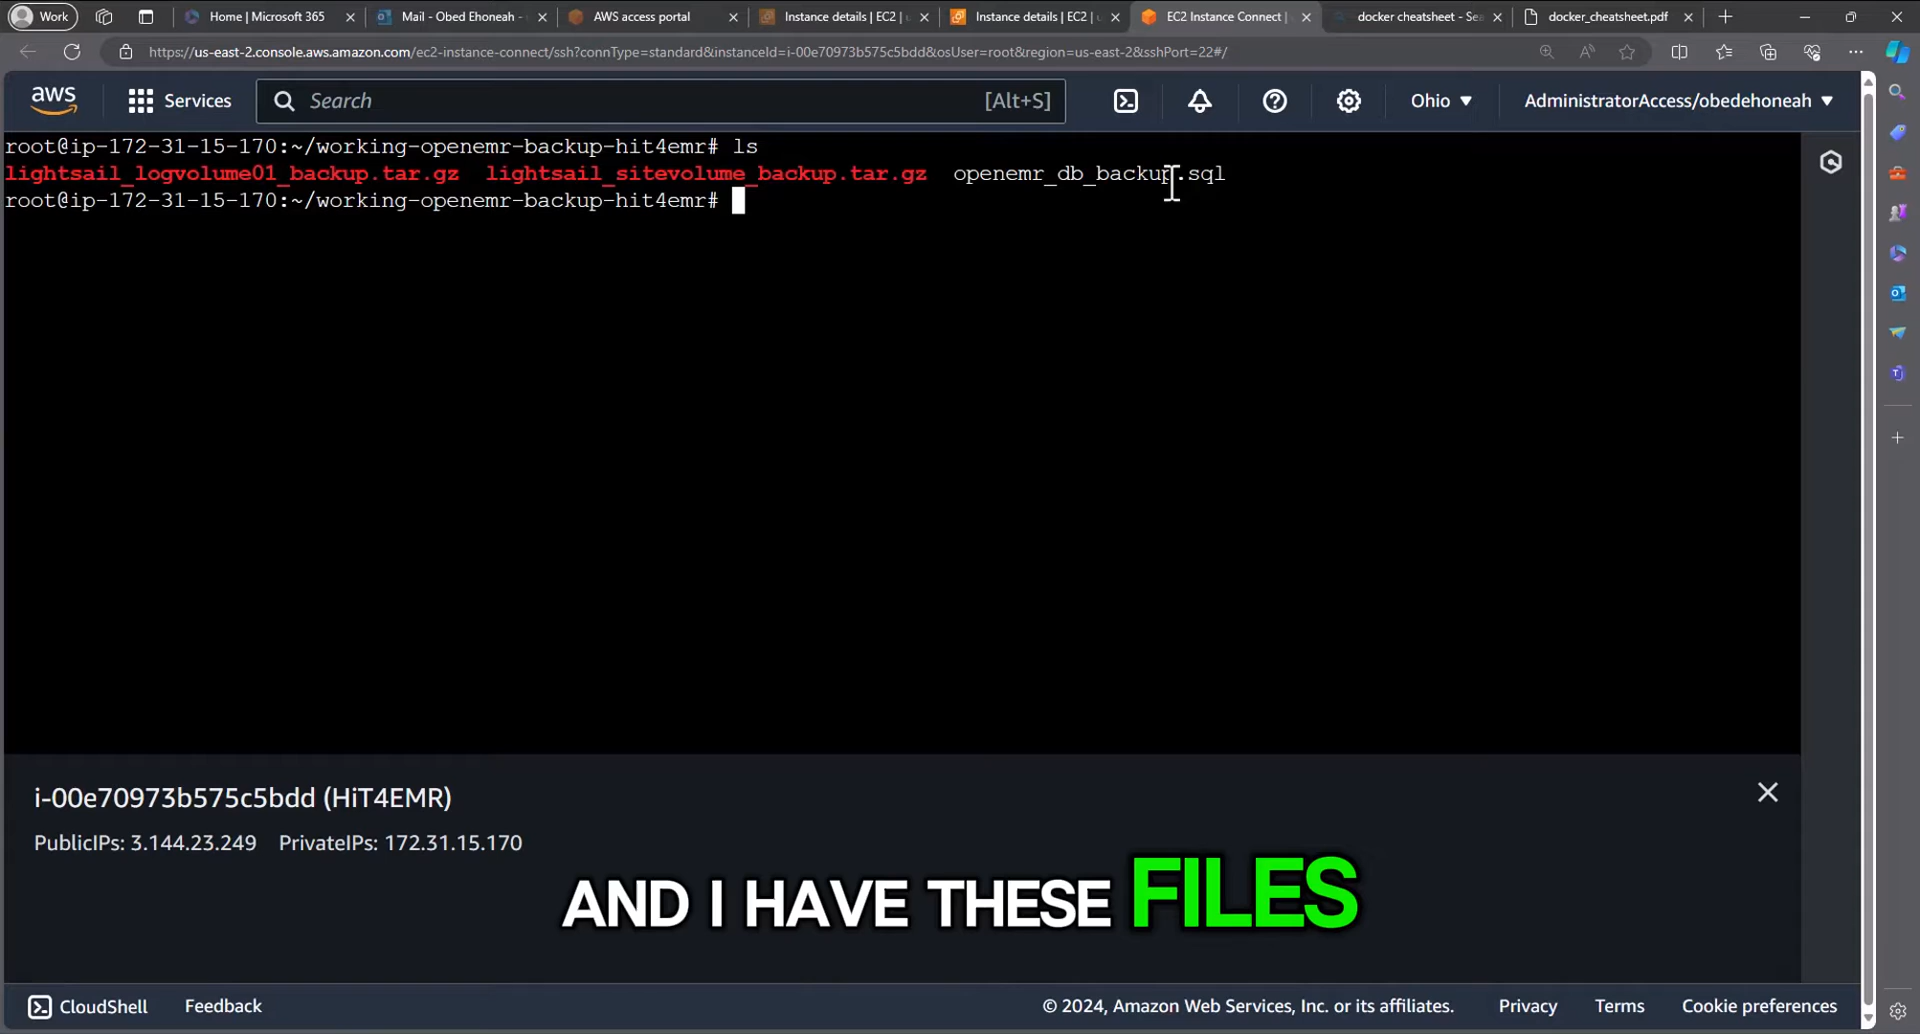 Work
Home | Microsoft 365
Mail - Obed Ehoneah -
AWS access portal
Instance details | EC2 |
Instance details | EC2 |
EC2 Instance Connect |
docker cheatsheet - Sea
docker_cheatsheet.pdf
https://us-east-2.console.aws.amazon.com/ec2-instance-connect/ssh?connType=standard&instanceId=i-00e70973b575c5bdd&osUser=root&region=us-east-2&sshPort=22#/
aws
Services
Search
[Alt+S]
Ohio
AdministratorAccess/obedehoneah
root@ip-172-31-15-170:~/working-openemr-backup-hit4emr# ls
lightsail_logvolume01_backup.tar.gz lightsail_sitevolume_backup.tar.gz openemr_db_backup.sql
root@ip-172-31-15-170:~/working-openemr-backup-hit4emr#
i-00e70973b575c5bdd (HiT4EMR)
PublicIPs: 3.144.23.249 PrivateIPs: 172.31.15.170
AND I HAVE THESE FILES
CloudShell
Feedback
© 2024, Amazon Web Services, Inc. or its affiliates.
Privacy
Terms
Cookie preferences